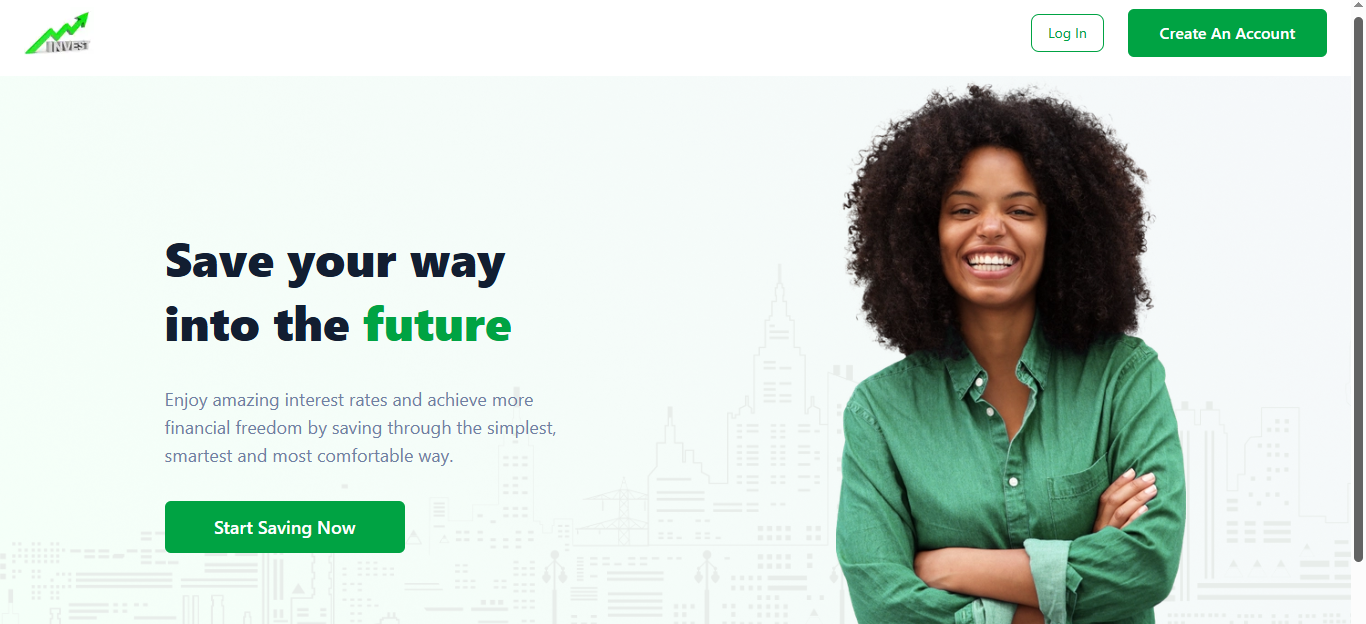 INVEST
Log In
Create An Account
Save your way
into the future
Enjoy amazing interest rates and achieve more
financial freedom by saving through the simplest,
smartest and most comfortable way.
Start Saving Now